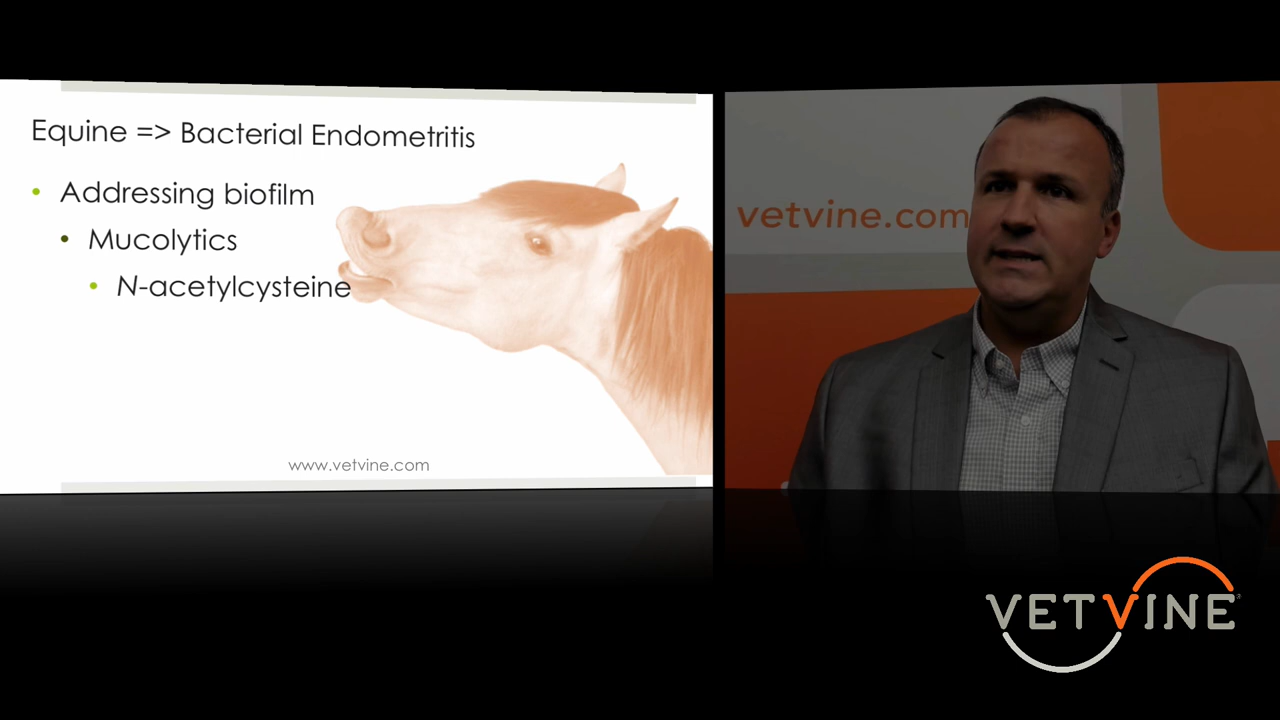 Equine => Bacterial Endometritis
• Addressing biofilm
• Mucolytics
• N-acetylcysteine
www.vetvine.com
vetvine.com
VETVINE